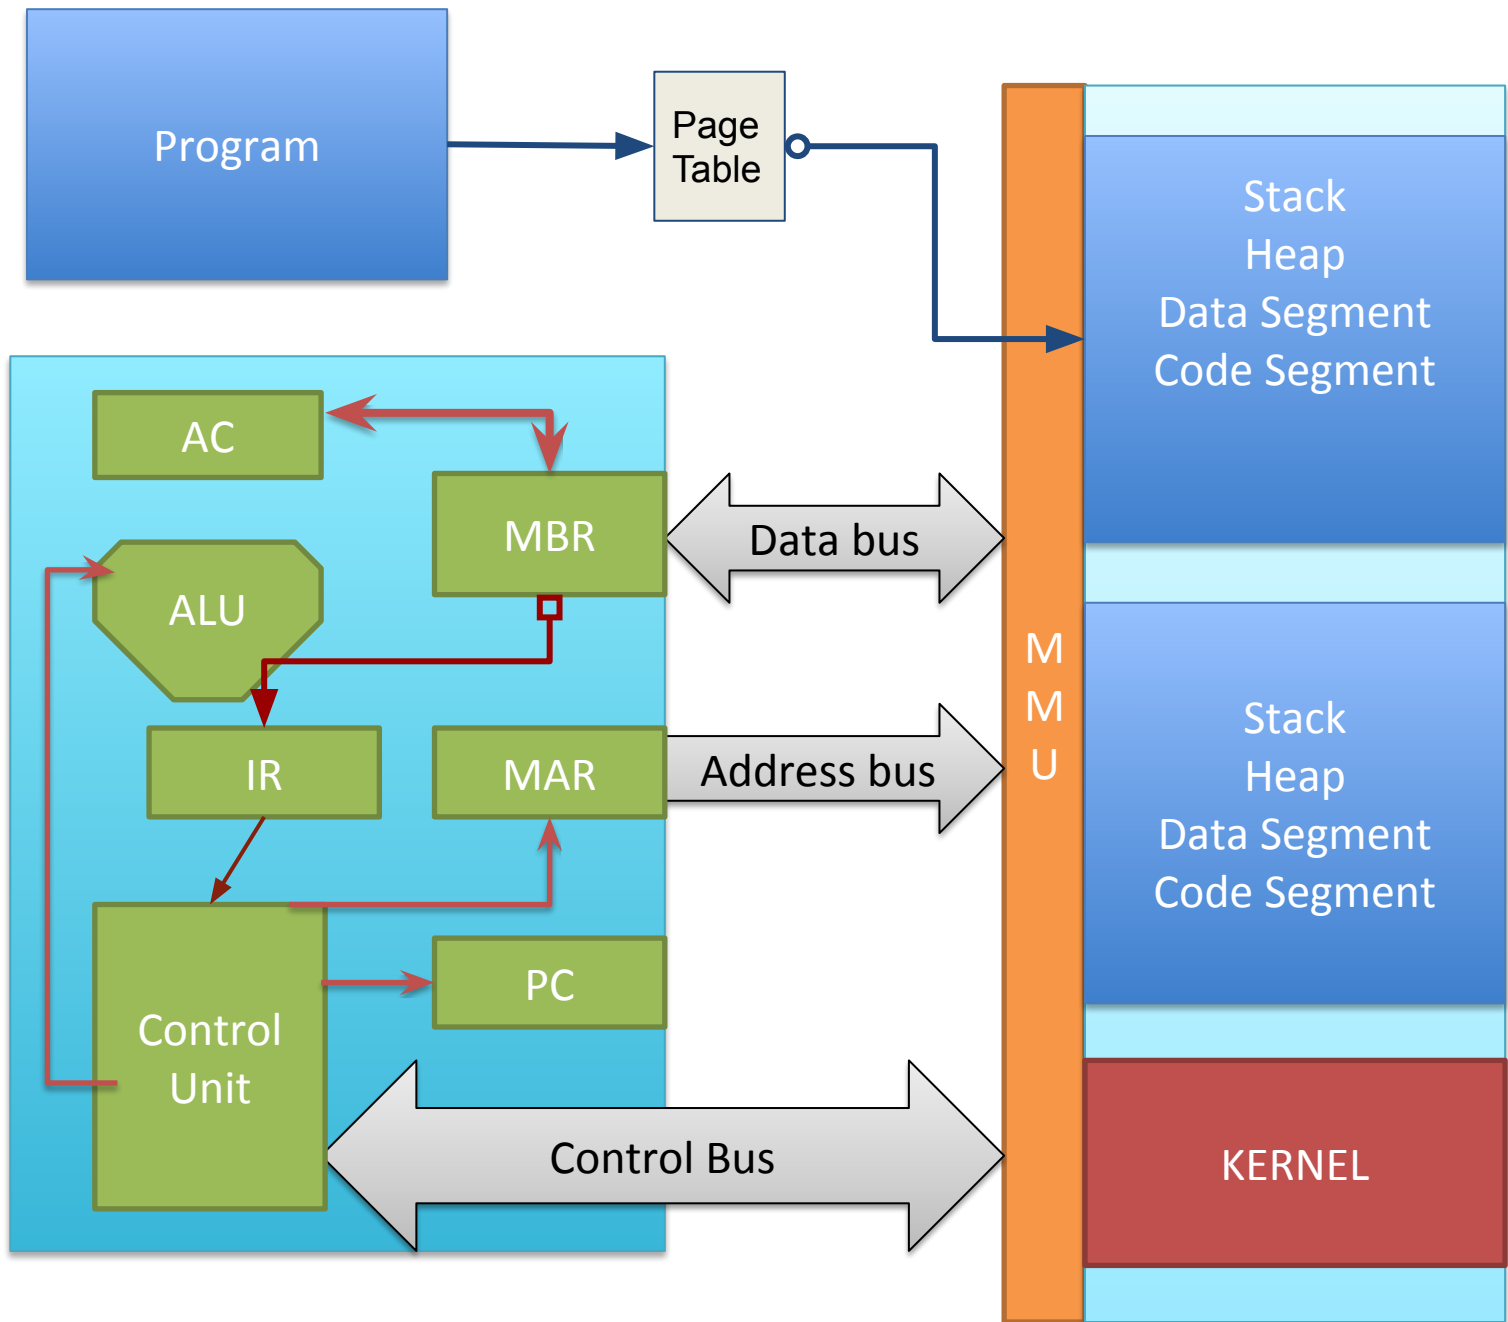 Program
Page
Table
Stack
Heap
Data Segment
Code Segment
AC
MBR
Data bus
ALU
M
M
U
IR
MAR
Address bus
Stack
Heap
Data Segment
Code Segment
PC
Control
Unit
Control Bus
KERNEL